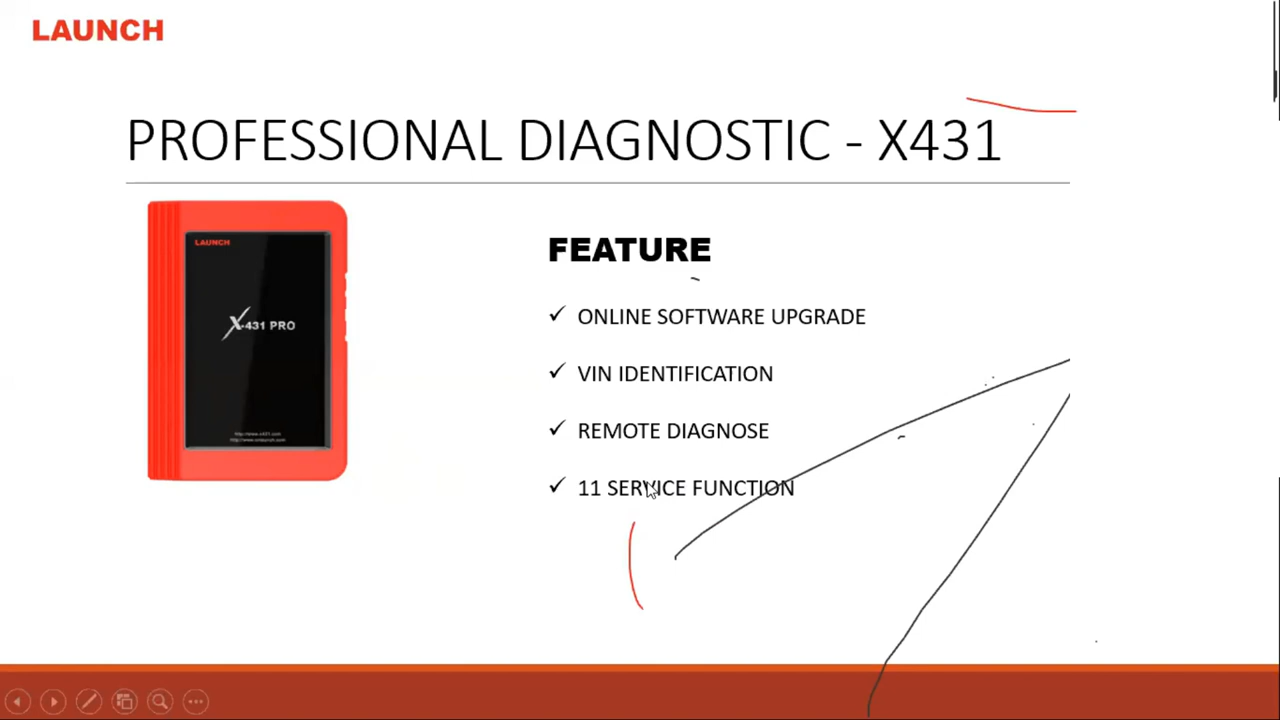 LAUNCH
PROFESSIONAL DIAGNOSTIC - X431
LAUNCH
X-431 PRO
http://www.x431.com
http://www.cnlaunch.com
FEATURE
✓ ONLINE SOFTWARE UPGRADE
✓ VIN IDENTIFICATION
✓ REMOTE DIAGNOSE
✓ 11 SERVICE FUNCTION